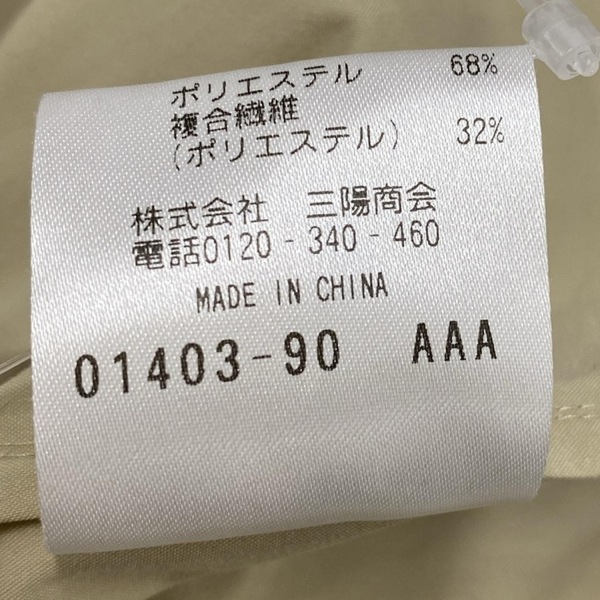 ポリエステル 68%
複合繊維
(ポリエステル) 32%
株式会社 三陽商会
電話0120-340-460
MADE IN CHINA
01403-90 AAA